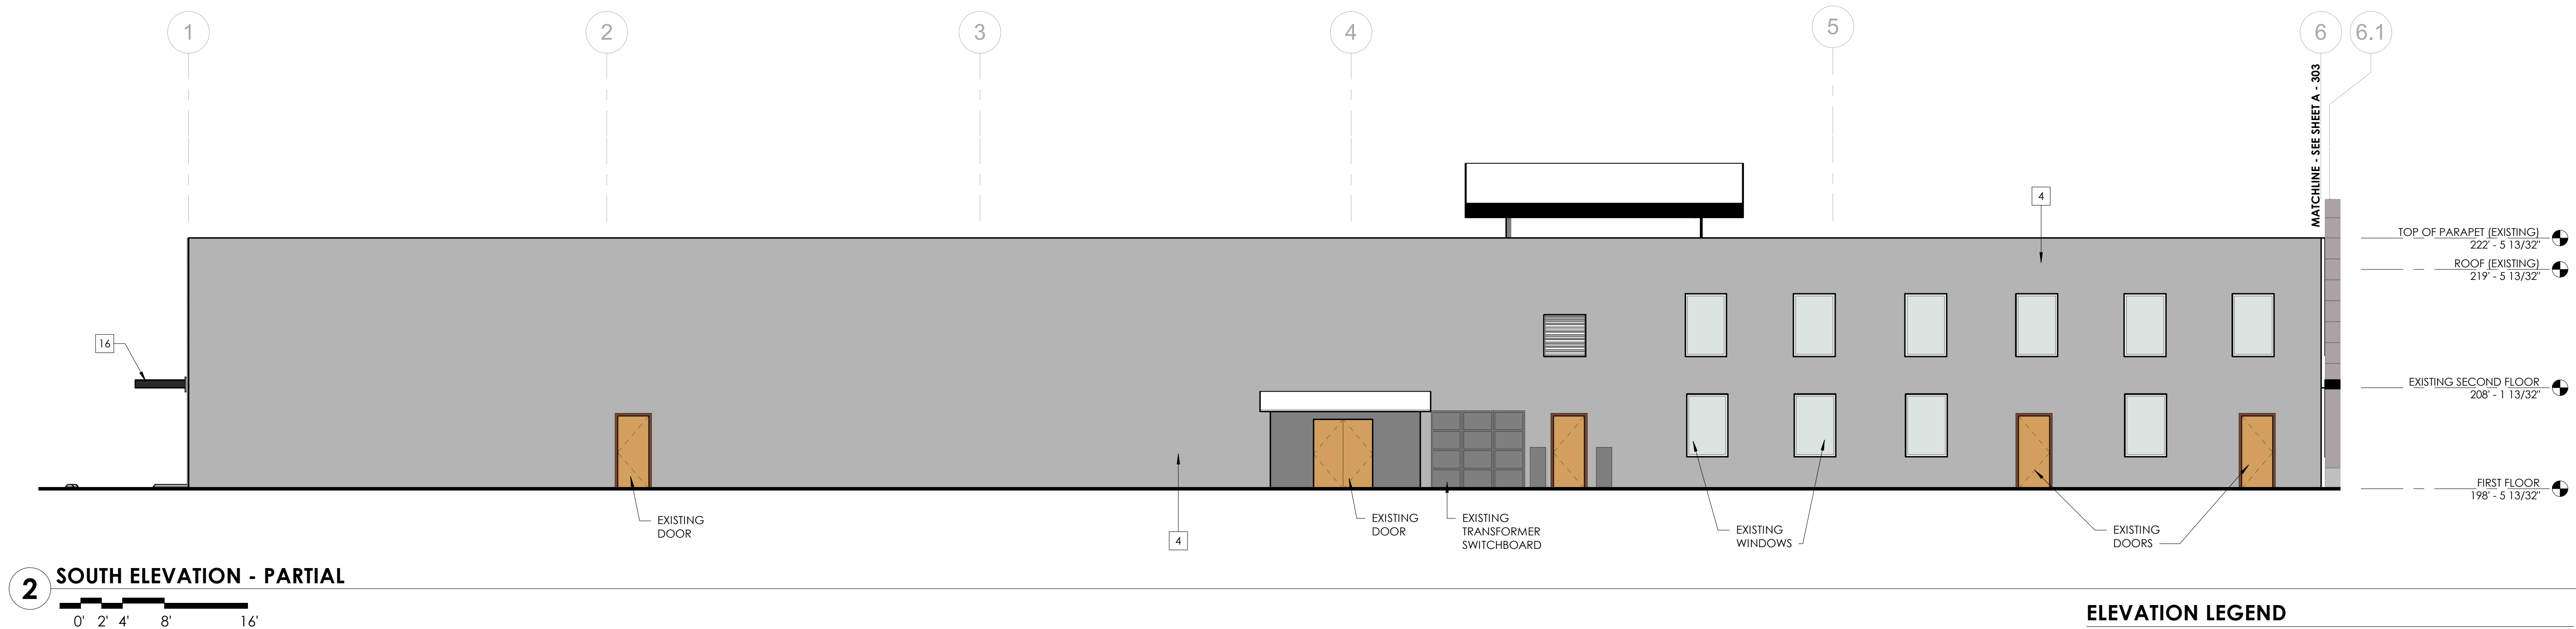 1
2
3
4
5
6
6.1
MATCHLINE - SEE SHEET A - 303
4
TOP OF PARAPET (EXISTING)
222' - 5 13/32"
ROOF (EXISTING)
219' - 5 13/32"
16
EXISTING SECOND FLOOR
208' - 1 13/32"
FIRST FLOOR
198' - 5 13/32"
EXISTING
DOOR
4
EXISTING
DOOR
EXISTING
TRANSFORMER
SWITCHBOARD
EXISTING
WINDOWS
EXISTING
DOORS
2
SOUTH ELEVATION - PARTIAL
0' 2' 4' 8' 16'
ELEVATION LEGEND